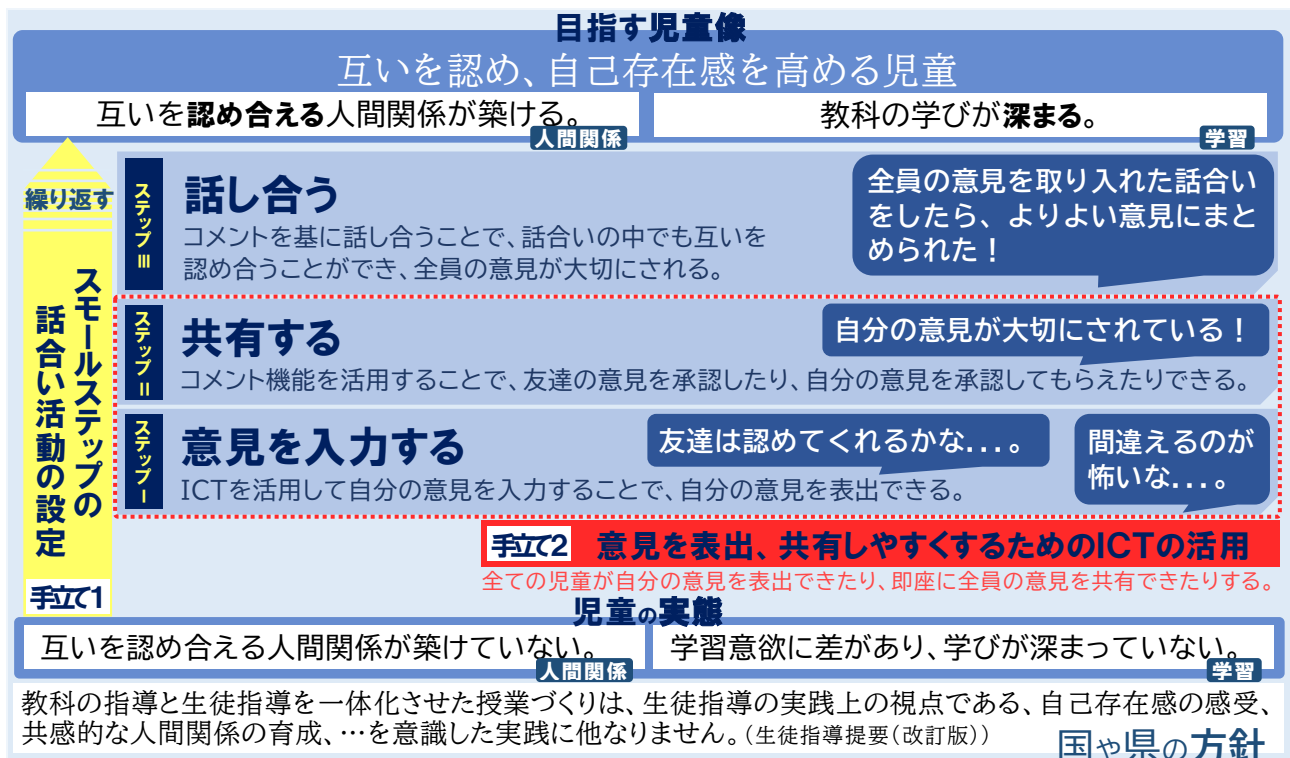 目指す児童像
互いを認め、自己存在感を高める児童
互いを認め合える人間関係が築ける。
人間関係
教科の学びが深まる。
学習
繰り返す
スモールステップの
話合い活動の設定
手立て1
ステップⅢ
話し合う
コメントを基に話し合うことで、話合いの中でも互いを
認め合うことができ、全員の意見が大切にされる。
全員の意見を取り入れた話合い
をしたら、よりよい意見にまと
められた！
ステップⅡ
共有する
コメント機能を活用することで、友達の意見を承認したり、自分の意見を承認してもらえたりできる。
自分の意見が大切にされている！
ステップⅠ
意見を入力する
ICTを活用して自分の意見を入力することで、自分の意見を表出できる。
友達は認めてくれるかな...。
間違えるのが
怖いな...。
手立て2 意見を表出、共有しやすくするためのICTの活用
全ての児童が自分の意見を表出できたり、即座に全員の意見を共有できたりする。
児童の実態
互いを認め合える人間関係が築けていない。
人間関係
学習意欲に差があり、学びが深まっていない。
学習
教科の指導と生徒指導を一体化させた授業づくりは、生徒指導の実践上の視点である、自己存在感の感受、
共感的な人間関係の育成、…を意識した実践に他なりません。（生徒指導提要（改訂版））
国や県の方針